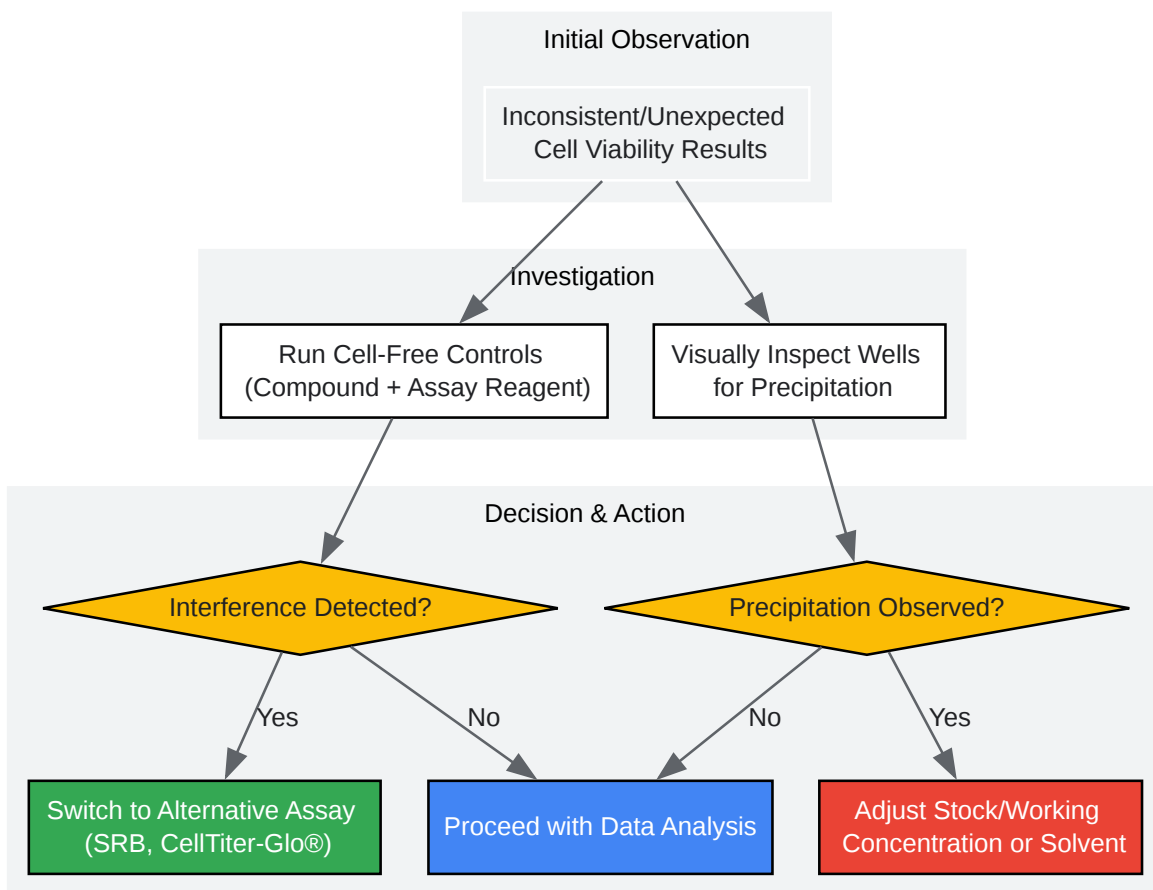 Initial Observation
Inconsistent/Unexpected
Cell Viability Results
Investigation
Run Cell-Free Controls
(Compound + Assay Reagent)
Visually Inspect Wells
for Precipitation
Decision & Action
Interference Detected?
Precipitation Observed?
Yes
No
No
Yes
Switch to Alternative Assay
(SRB, CellTiter-Glo®)
Proceed with Data Analysis
Adjust Stock/Working
Concentration or Solvent